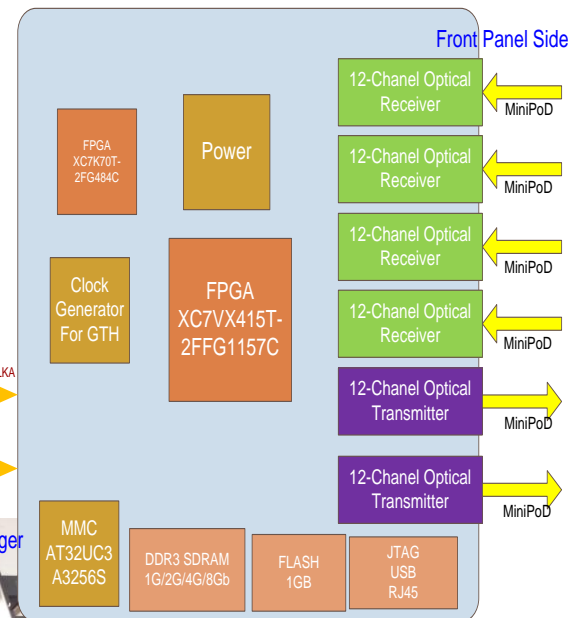 Front Panel Side
12-Chanel Optical
Receiver
MiniPoD
FPGA
XC7K70T-
2FG484C
Power
12-Chanel Optical
Receiver
MiniPoD
12-Chanel Optical
Receiver
MiniPoD
Clock
Generator
For GTH
FPGA
XC7VX415T-
2FFG1157C
12-Chanel Optical
Receiver
MiniPoD
12-Chanel Optical
Transmitter
MiniPoD
12-Chanel Optical
Transmitter
MiniPoD
MMC
AT32UC3
A3256S
DDR3 SDRAM
1G/2G/4G/8Gb
FLASH
1GB
JTAG
USB
RJ45